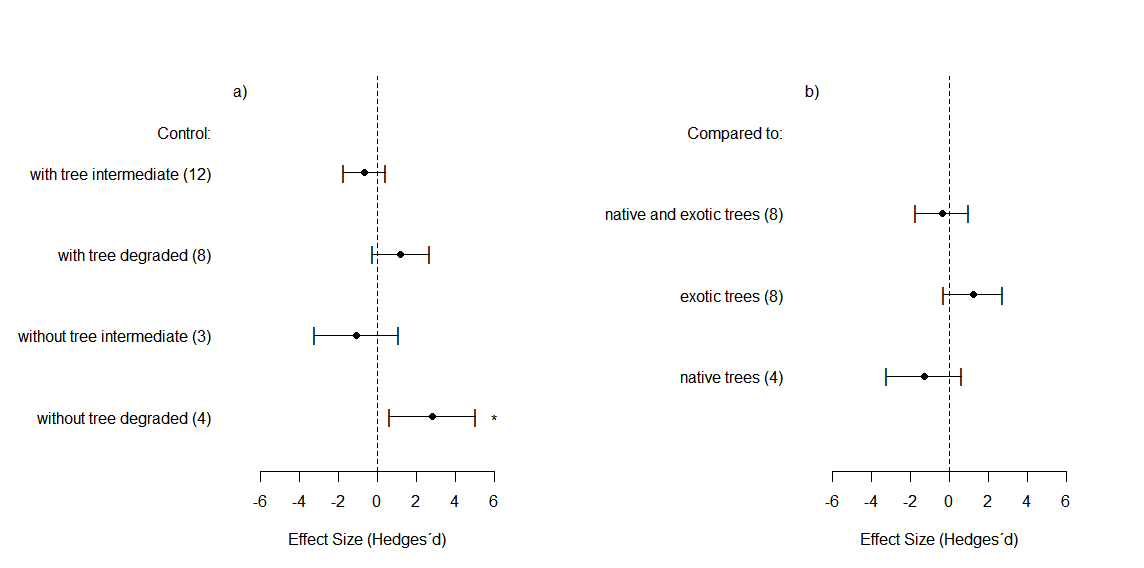 a)
Control:
with tree intermediate (12)
with tree degraded (8)
without tree intermediate (3)
without tree degraded (4)
*
-6 -4 -2 0 2 4 6
Effect Size (Hedges´d)
b)
Compared to:
native and exotic trees (8)
exotic trees (8)
native trees (4)
-6 -4 -2 0 2 4 6
Effect Size (Hedges´d)